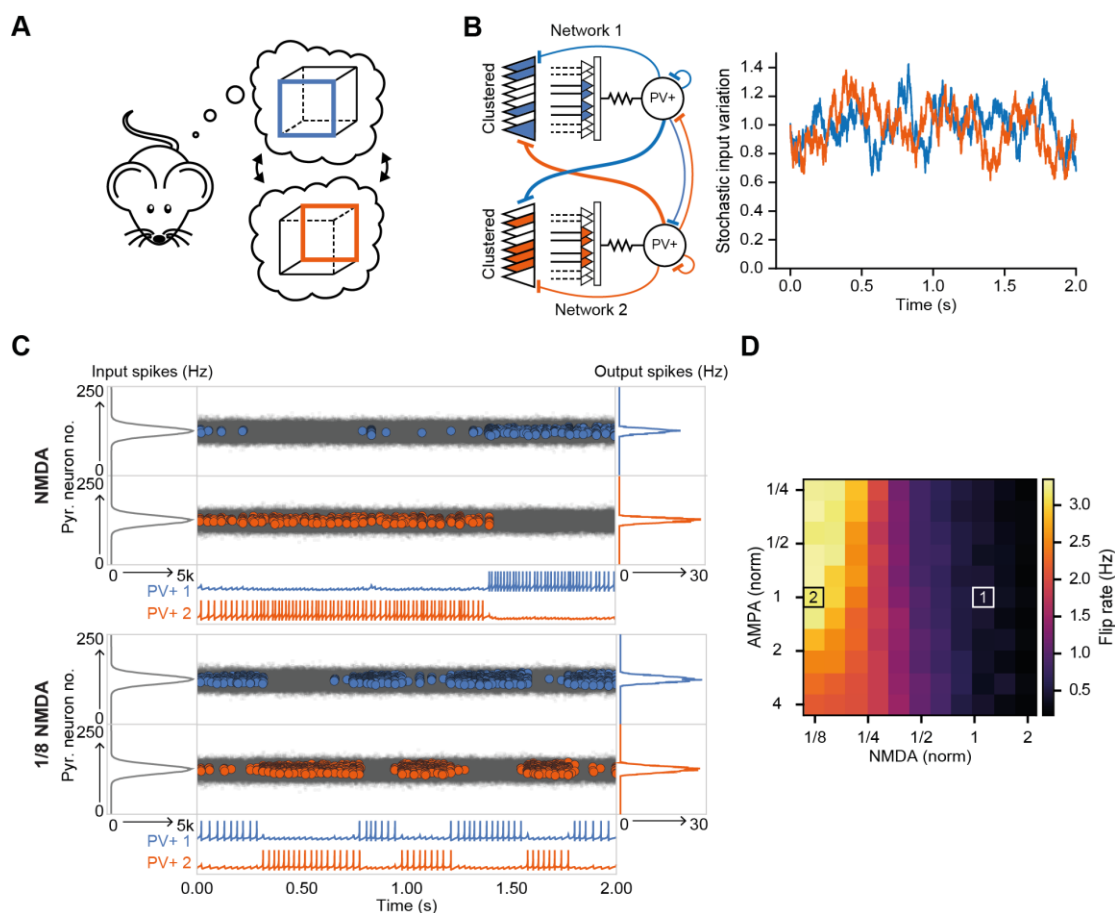 A
B
Network 1
Clustered
PV+
Clustered
PV+
Network 2
Stochastic input variation
1.4
1.2
1.0
0.8
0.6
0.4
0.2
0.0
0.0
0.5
1.0
1.5
2.0
Time (s)
C
Input spikes (Hz)
Output spikes (Hz)
NMDA
Pyr. neuron no.
250
0
250
0
0
5k
0
30
PV+ 1
PV+ 2
1/8 NMDA
Pyr. neuron no.
250
0
250
0
0
5k
0
30
PV+ 1
PV+ 2
0.00
0.50
1.00
1.50
2.00
Time (s)
D
AMPA (norm)
1/4
1/2
1
2
4
2
1
1/8
1/4
1/2
1
2
NMDA (norm)
3.0
2.5
2.0
1.5
1.0
0.5
Flip rate (Hz)